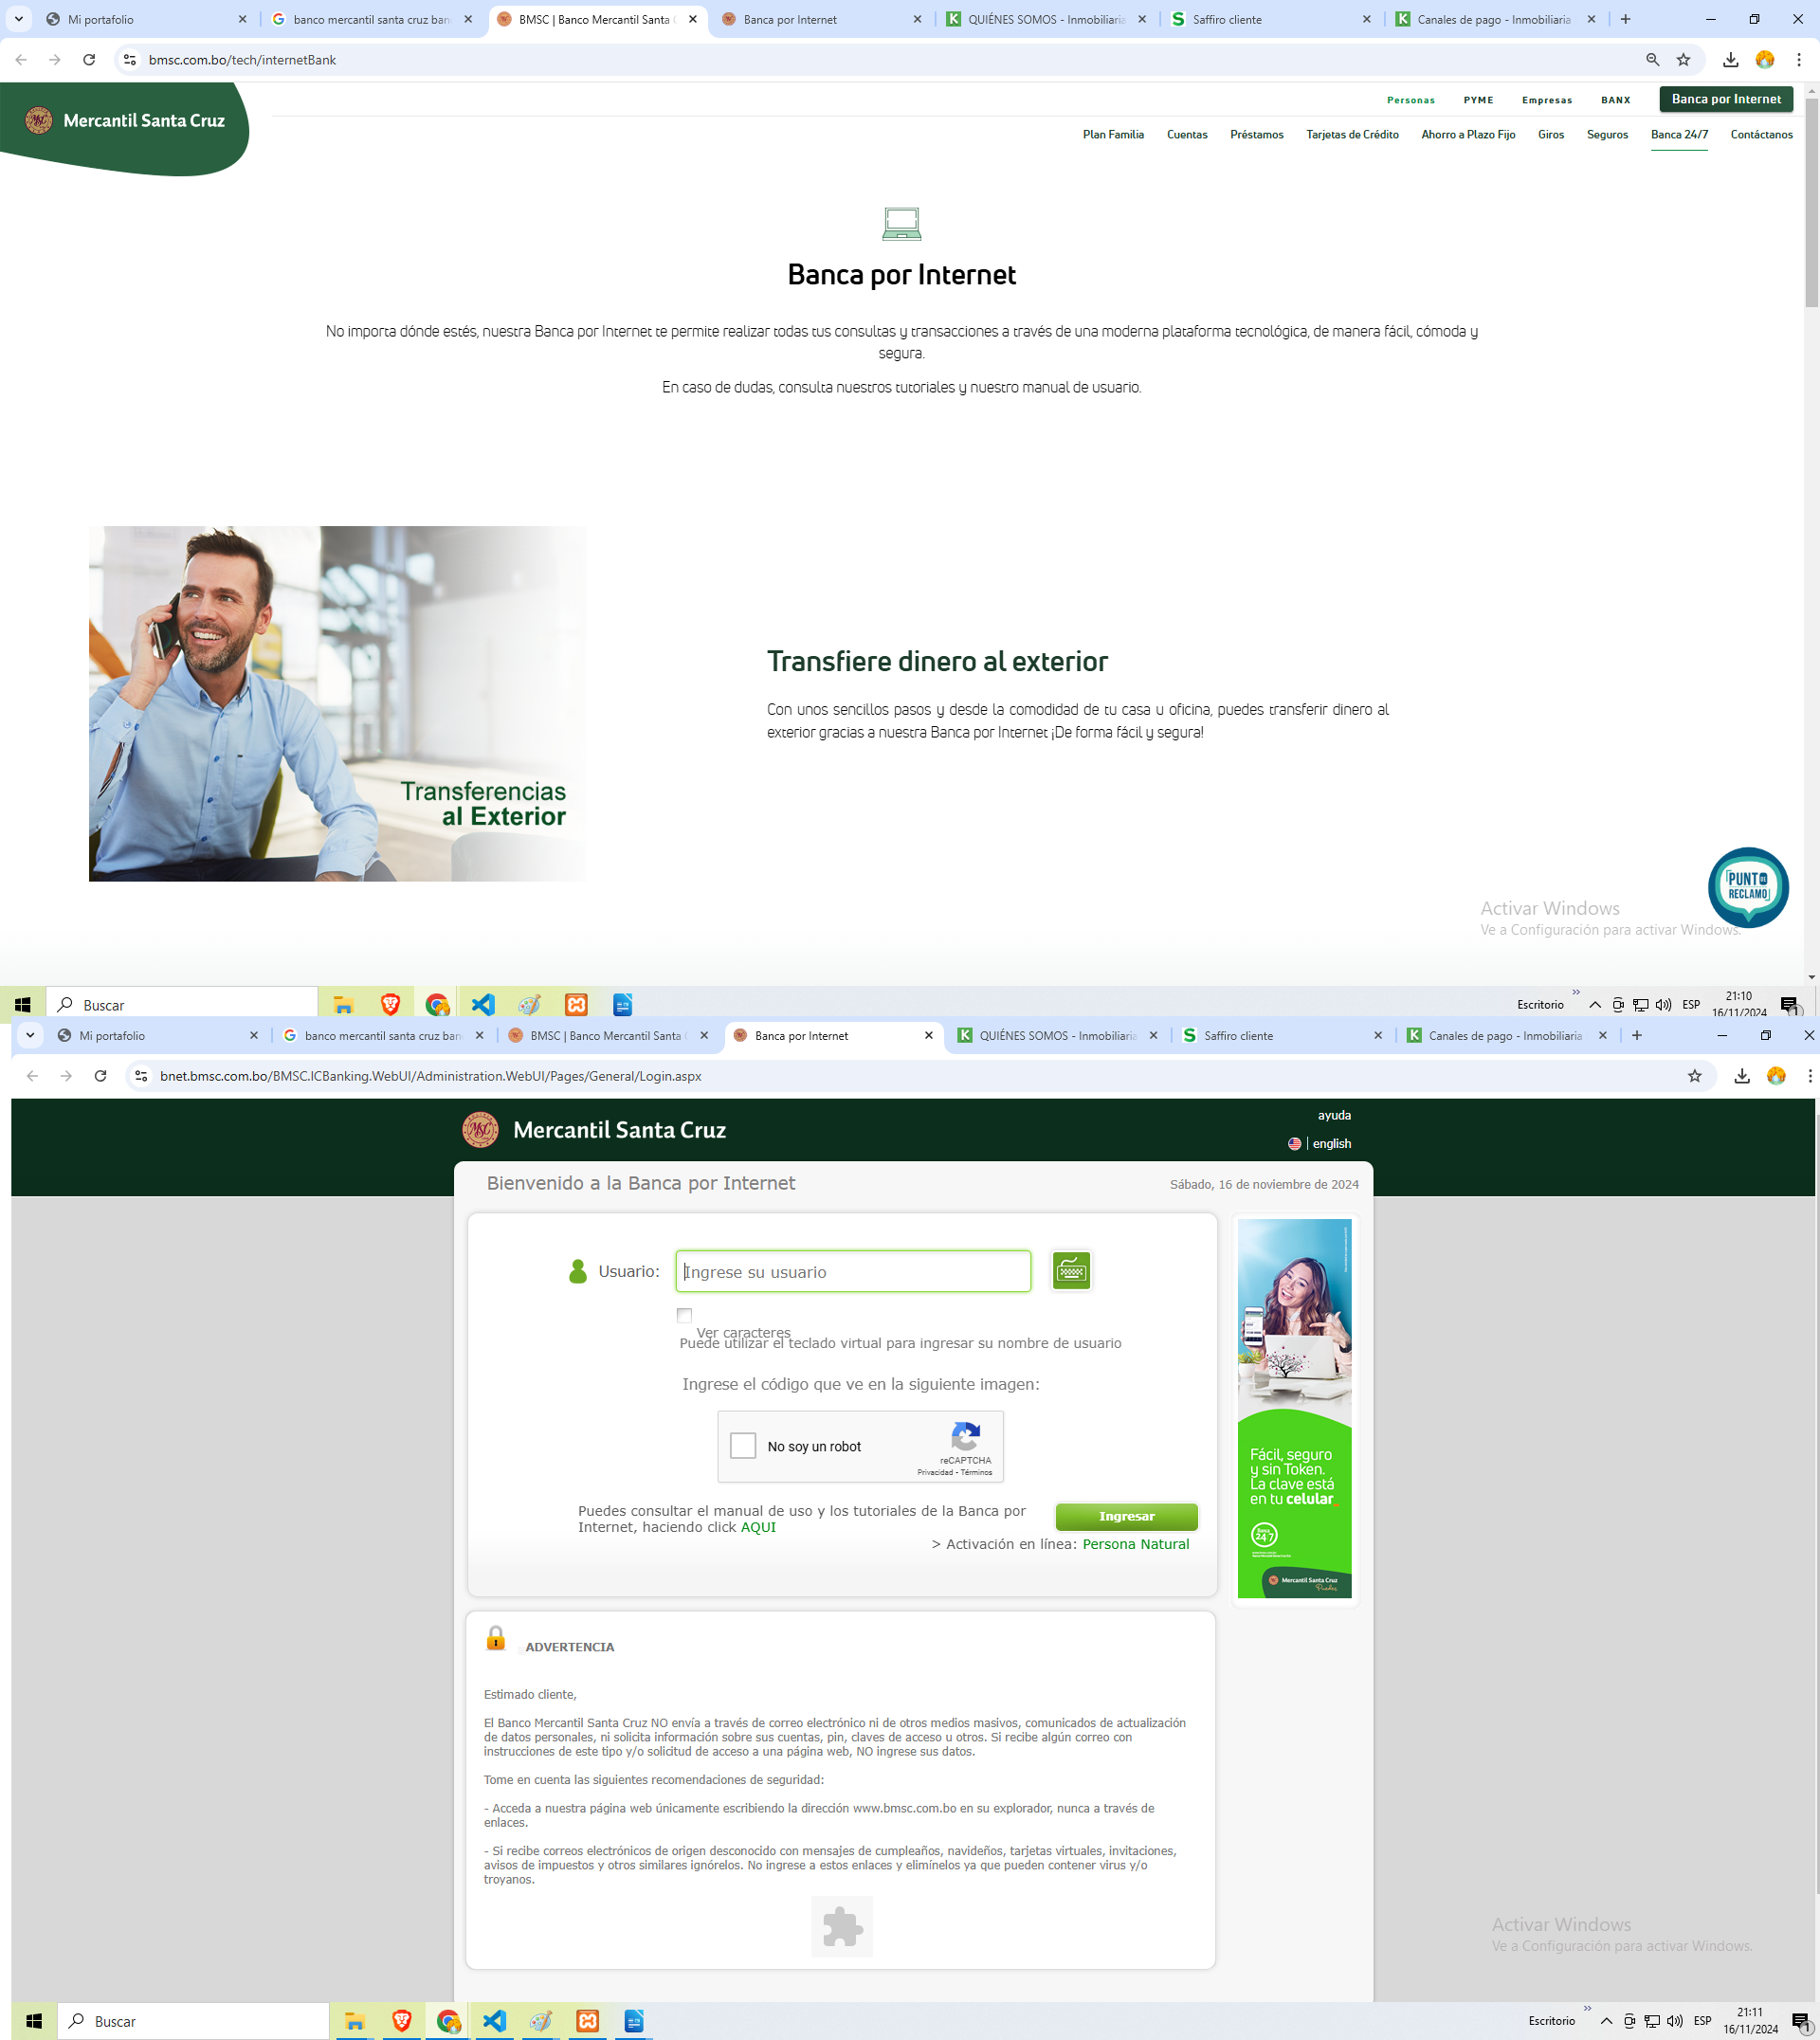 Mi portafolio
banco mercantil santa cruz ban
BMSC | Banco Mercantil Santa C
Banca por Internet
QUIÉNES SOMOS - Inmobiliaria
Saffiro cliente
Canales de pago - Inmobiliaria
bmsc.com.bo/tech/internetBank
Mercantil Santa Cruz
Personas PYME Empresas BANX Banca por Internet
Plan Familia Cuentas Préstamos Tarjetas de Crédito Ahorro a Plazo Fijo Giros Seguros Banca 24/7 Contáctanos
Banca por Internet
No importa dónde estés, nuestra Banca por Internet te permite realizar todas tus consultas y transacciones a través de una moderna plataforma tecnológica, de manera fácil, cómoda y
segura.
En caso de dudas, consulta nuestros tutoriales y nuestro manual de usuario.
Transferencias
al Exterior
Transfiere dinero al exterior
Con unos sencillos pasos y desde la comodidad de tu casa u oficina, puedes transferir dinero al
exterior gracias a nuestra Banca por Internet ¡De forma fácil y segura!
PUNTO DE
RECLAMO
Activar Windows
Ve a Configuración para activar Windows.
Buscar
Escritorio
ESP
21:10
16/11/2024
1
Mi portafolio
banco mercantil santa cruz ban
BMSC | Banco Mercantil Santa C
Banca por Internet
QUIÉNES SOMOS - Inmobiliaria
Saffiro cliente
Canales de pago - Inmobiliaria
bnet.bmsc.com.bo/BMSC.ICBanking.WebUI/Administration.WebUI/Pages/General/Login.aspx
MSC Mercantil Santa Cruz
ayuda
| english
Bienvenido a la Banca por Internet
Sábado, 16 de noviembre de 2024
Usuario:
Ingrese su usuario
Ver caracteres
Puede utilizar el teclado virtual para ingresar su nombre de usuario
Ingrese el código que ve en la siguiente imagen:
No soy un robot
reCAPTCHA
Privacidad - Términos
Puedes consultar el manual de uso y los tutoriales de la Banca por
Internet, haciendo click AQUI
Ingresar
> Activación en línea: Persona Natural
Fácil, seguro
y sin Token.
La clave está
en tu celular.
Banca
24·7
Mercantil Santa Cruz
Puedes
ADVERTENCIA
Estimado cliente,
El Banco Mercantil Santa Cruz NO envía a través de correo electrónico ni de otros medios masivos, comunicados de actualización
de datos personales, ni solicita información sobre sus cuentas, pin, claves de acceso u otros. Si recibe algún correo con
instrucciones de este tipo y/o solicitud de acceso a una página web, NO ingrese sus datos.
Tome en cuenta las siguientes recomendaciones de seguridad:
- Acceda a nuestra página web únicamente escribiendo la dirección www.bmsc.com.bo en su explorador, nunca a través de
enlaces.
- Si recibe correos electrónicos de origen desconocido con mensajes de cumpleaños, navideños, tarjetas virtuales, invitaciones,
avisos de impuestos y otros similares ignórelos. No ingrese a estos enlaces y elimínelos ya que pueden contener virus y/o
troyanos.
Activar Windows
Ve a Configuración para activar Windows.
Buscar
Escritorio
ESP
21:11
16/11/2024
1